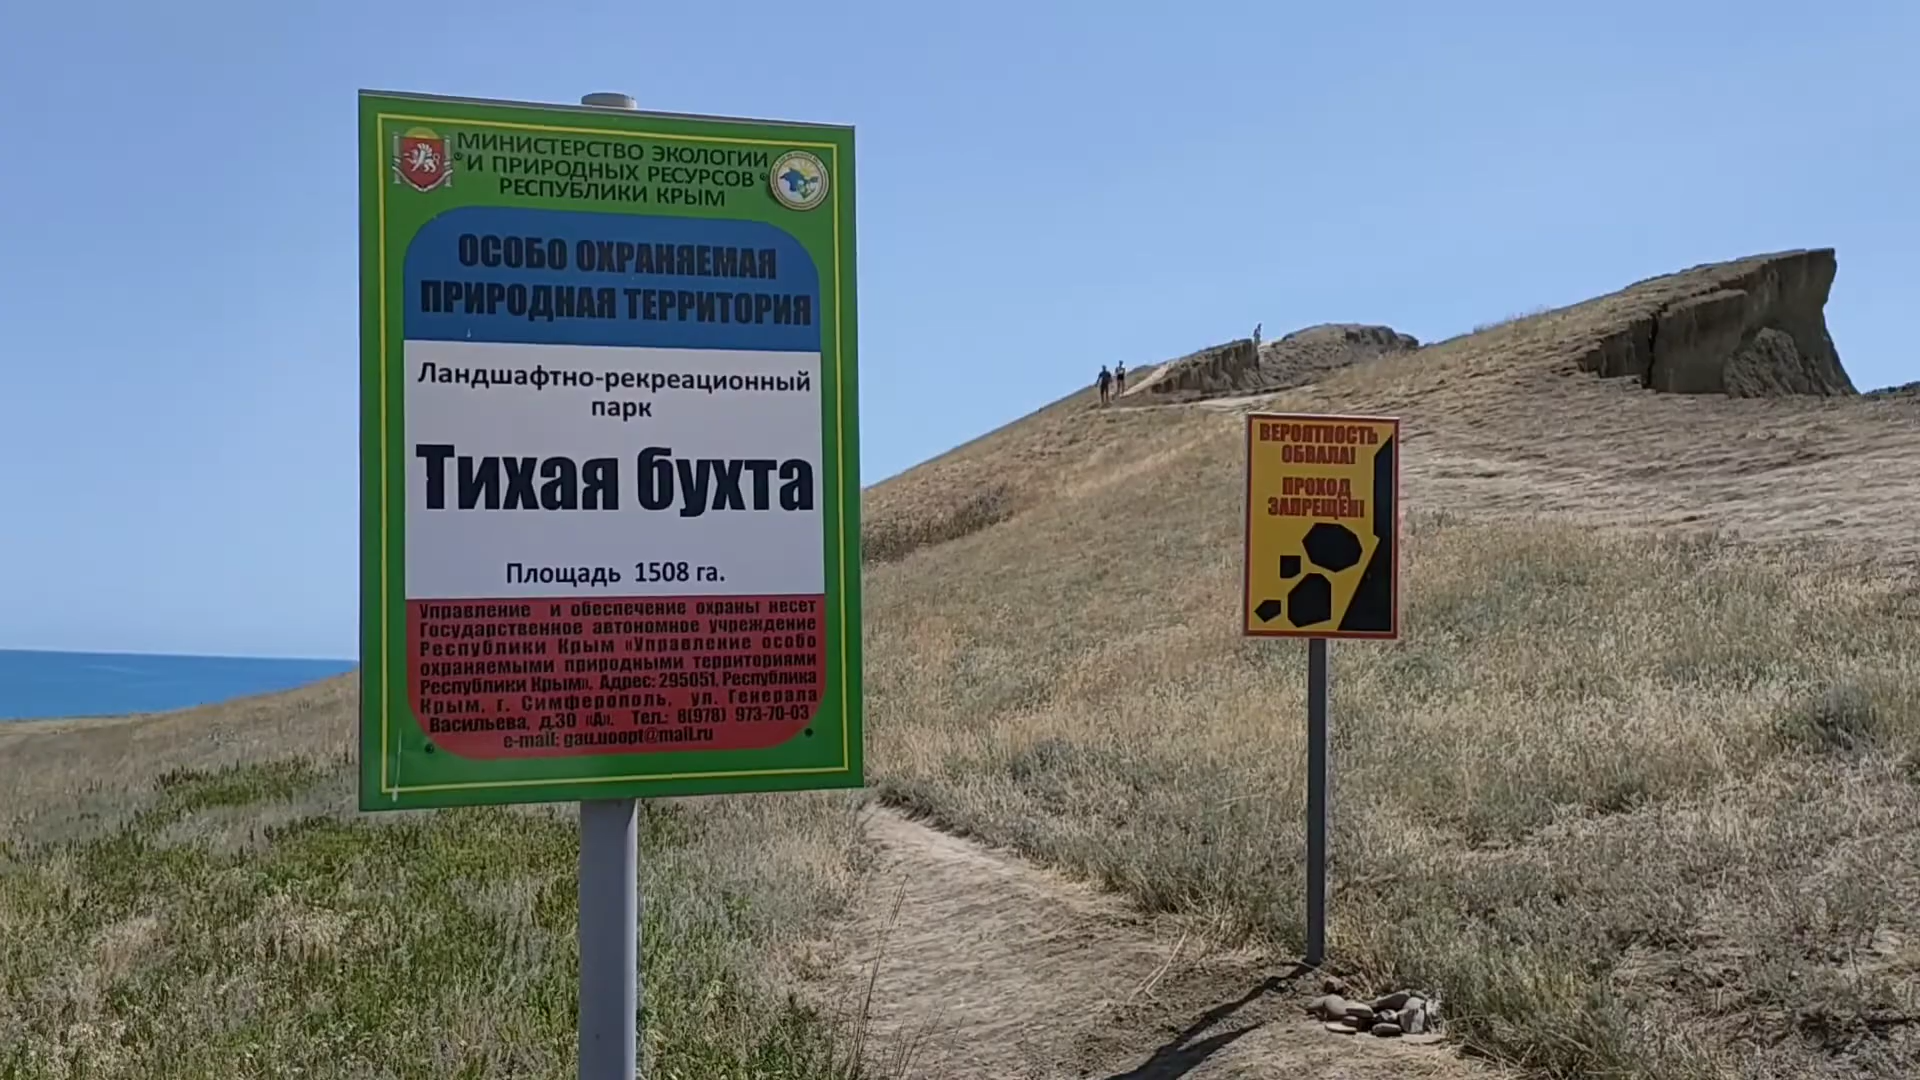 МИНИСТЕРСТВО ЭКОЛОГИИ
И ПРИРОДНЫХ РЕСУРСОВ
РЕСПУБЛИКИ КРЫМ
ОСОБО ОХРАНЯЕМАЯ
ПРИРОДНАЯ ТЕРРИТОРИЯ
Ландшафтно-рекреационный
парк
Тихая бухта
Площадь 1508 га.
Управление и обеспечение охраны несет
Государственное автономное учреждение
Республики Крым «Управление особо
охраняемыми природными территориями
Республики Крым». Адрес: 295051, Республика
Крым, г. Симферополь, ул. Генерала
Васильева, д.30 «А». Тел.: 8(978) 973-70-03
e-mail: gau.uoopt@mail.ru
ВЕРОЯТНОСТЬ
ОБВАЛА!
ПРОХОД
ЗАПРЕЩЁН!